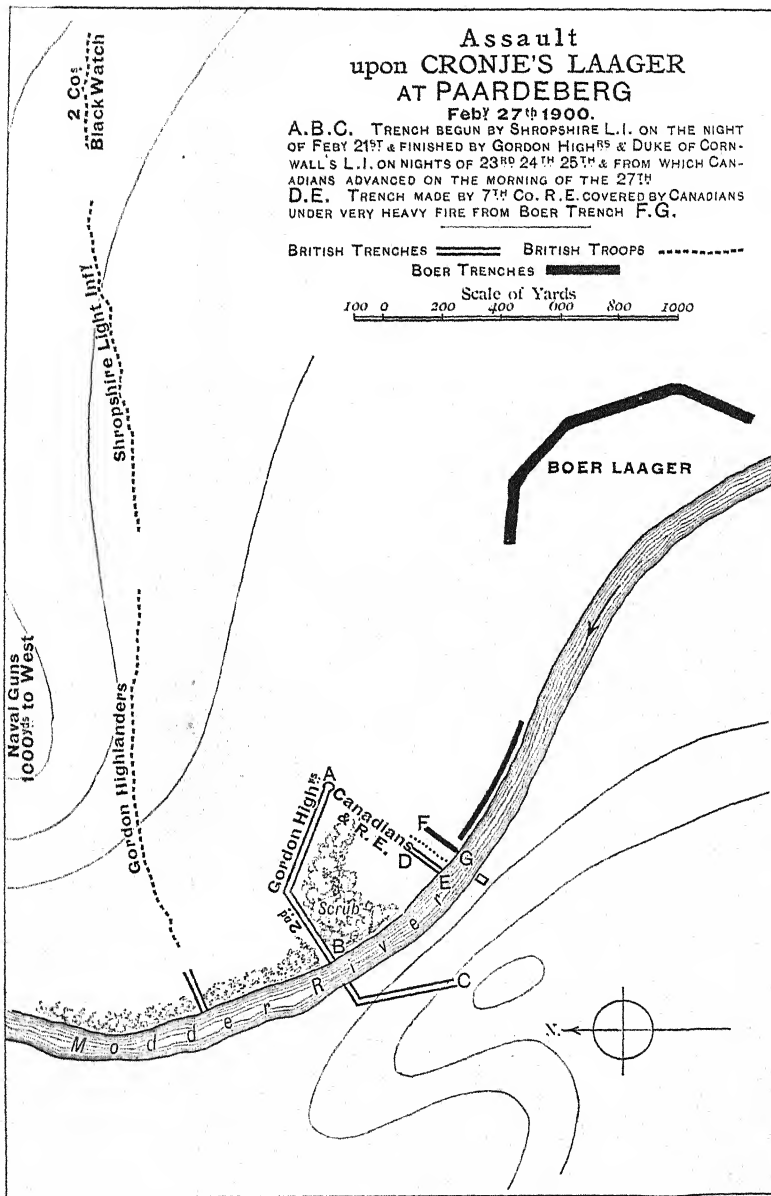 Assault
upon CRONJE'S LAAGER
AT PAARDEBERG
Feby 27th 1900.
A.B.C. TRENCH BEGUN BY SHROPSHIRE L.I. ON THE NIGHT
OF FEBY 21ST & FINISHED BY GORDON HIGHRS & DUKE OF CORN-
WALL'S L.I. ON NIGHTS OF 23RD 24TH 25TH & FROM WHICH CAN-
ADIANS ADVANCED ON THE MORNING OF THE 27TH
D.E. TRENCH MADE BY 7TH CO. R.E. COVERED BY CANADIANS
UNDER VERY HEAVY FIRE FROM BOER TRENCH F.G.
BRITISH TRENCHES BRITISH TROOPS
BOER TRENCHES
Scale of Yards
100 0 200 400 600 800 1000
2 Cos
Black Watch
Shropshire Light Infy
BOER LAAGER
Naval Guns
1000yds to West
Gordon Highlanders
A
Gordon Highrs
2nd
Canadians
& R.E.
F
D
G
E
Scrub
B
C
Modder River
N.